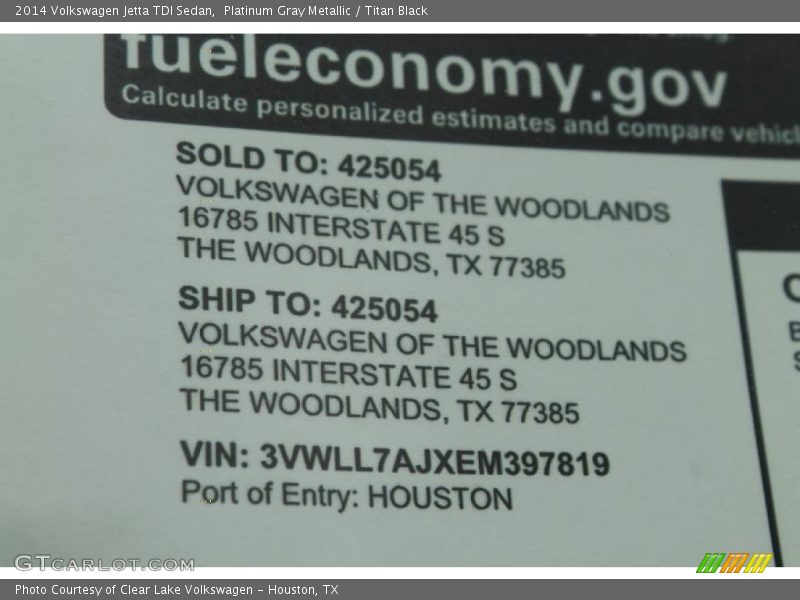 2014 Volkswagen Jetta TDI Sedan, Platinum Gray Metallic / Titan Black
fueleconomy.gov
Calculate personalized estimates and compare
SOLD TO: 425054
VOLKSWAGEN OF THE WOODLANDS
16785 INTERSTATE 45 S
THE WOODLANDS, TX 77385
SHIP TO: 425054
VOLKSWAGEN OF THE WOODLANDS
16785 INTERSTATE 45 S
THE WOODLANDS, TX 77385
VIN: 3VWLL7AJXEM397819
Port of Entry: HOUSTON
GTCARLOT.COM
Photo Courtesy of Clear Lake Volkswagen - Houston, TX